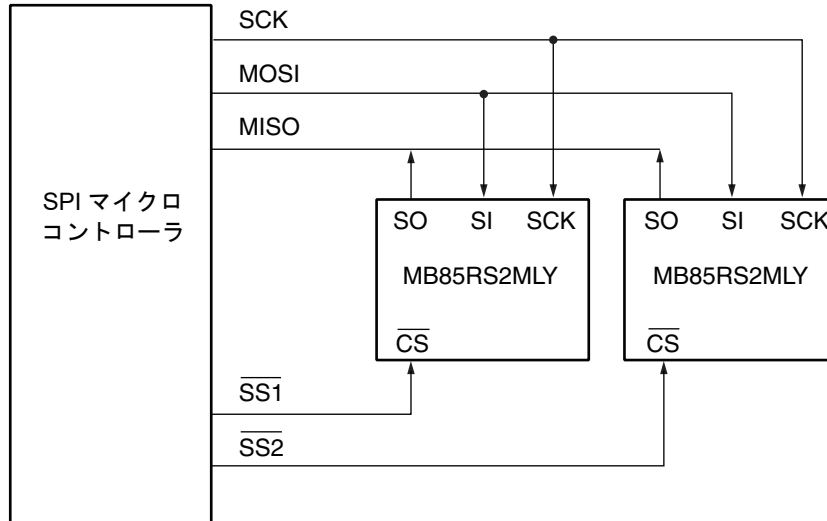 SCK
MOSI
MISO
SPI マイクロ
コントローラ
SO SI SCK
MB85RS2MLY
CS
SO SI SCK
MB85RS2MLY
CS
SS1
SS2